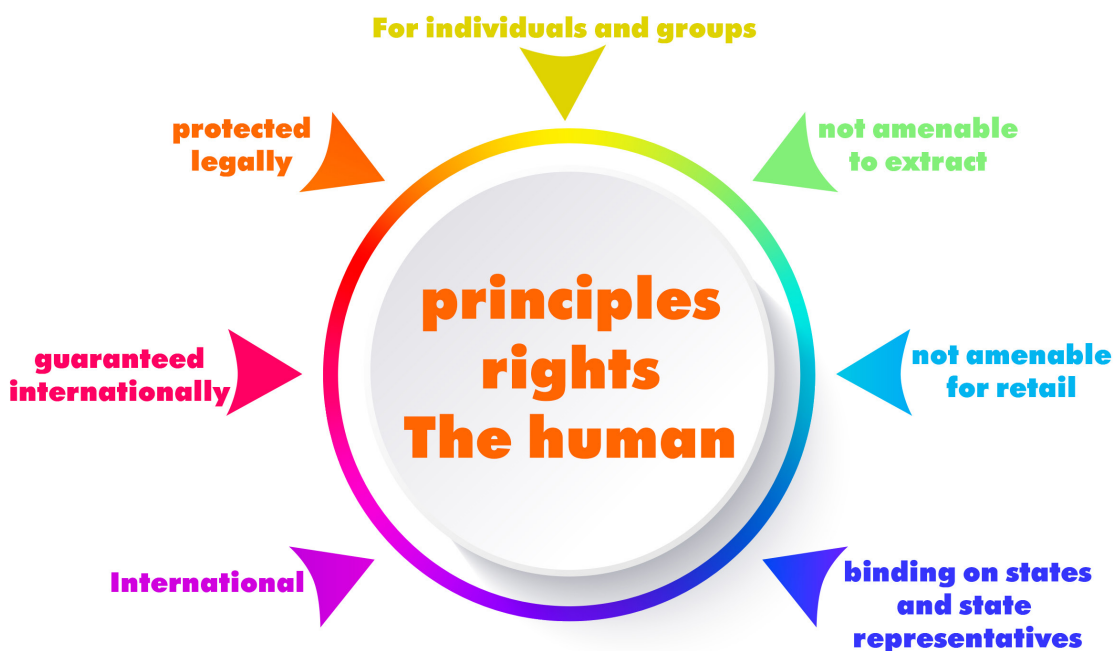 For individuals and groups
protected
legally
not amenable
to extract
principles
rights
The human
guaranteed
internationally
not amenable
for retail
International
binding on states
and state
representatives